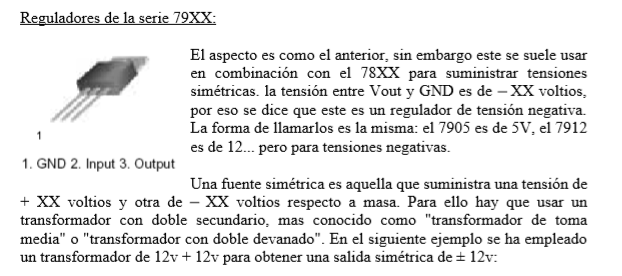 Reguladores de la serie 79XX:
El aspecto es como el anterior, sin embargo este se suele usar
en combinación con el 78XX para suministrar tensiones
simétricas. la tensión entre Vout y GND es de – XX voltios,
por eso se dice que este es un regulador de tensión negativa.
La forma de llamarlos es la misma: el 7905 es de 5V, el 7912
es de 12... pero para tensiones negativas.
1
1. GND 2. Input 3. Output
Una fuente simétrica es aquella que suministra una tensión de
+ XX voltios y otra de – XX voltios respecto a masa. Para ello hay que usar un
transformador con doble secundario, mas conocido como "transformador de toma
media" o "transformador con doble devanado". En el siguiente ejemplo se ha empleado
un transformador de 12v + 12v para obtener una salida simétrica de ± 12v: